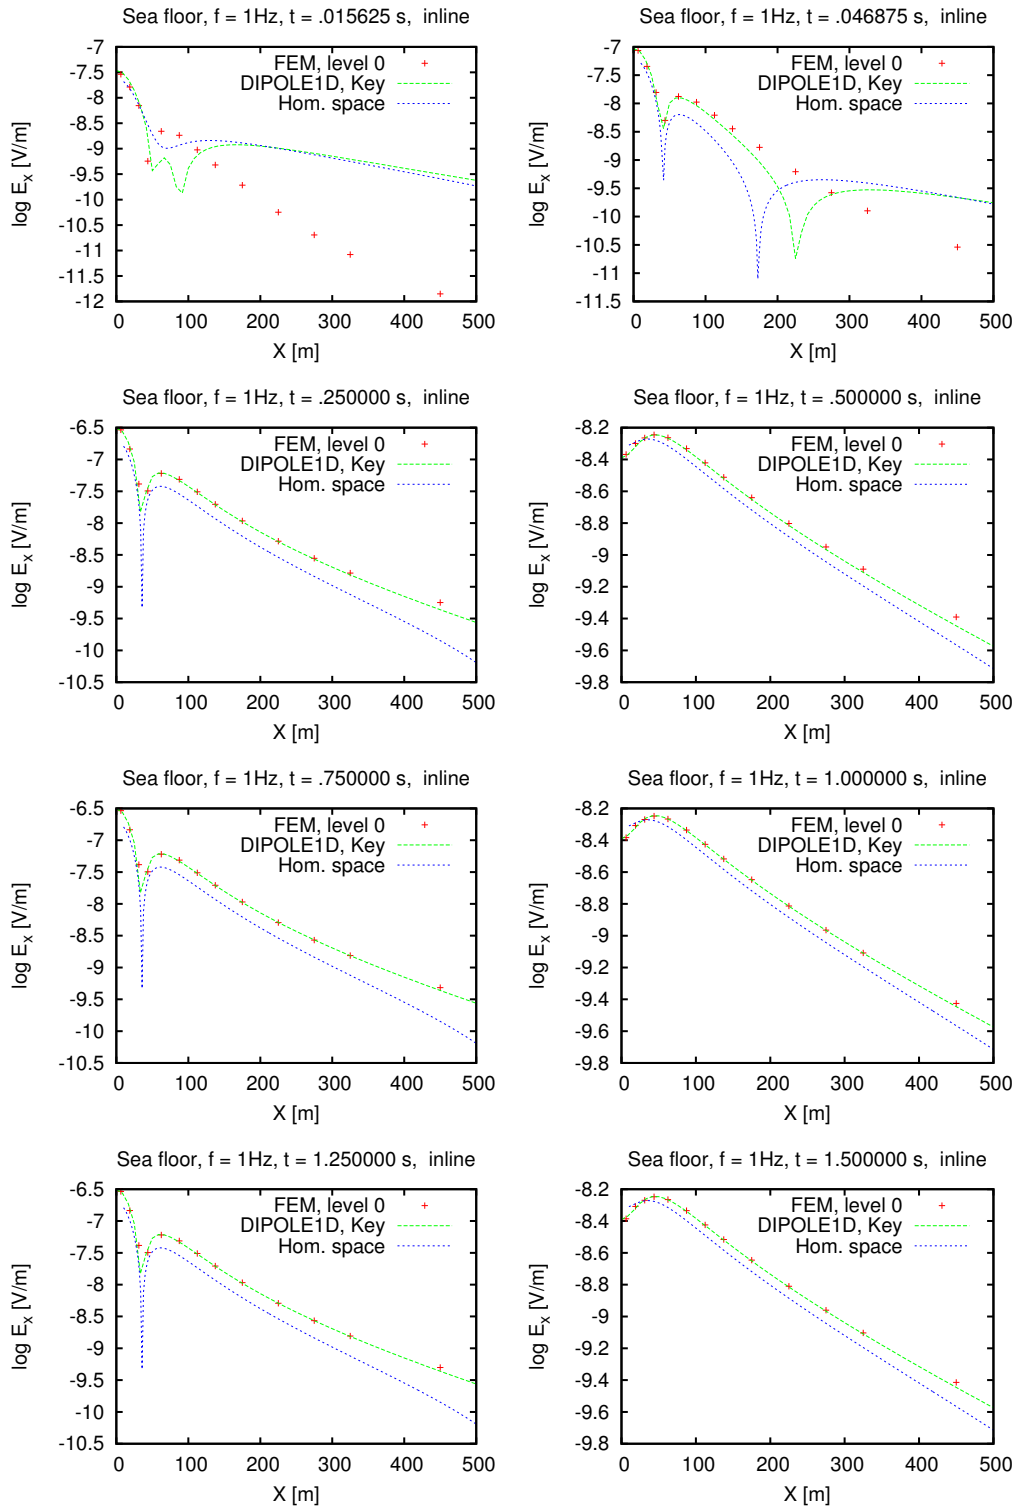 Sea floor, f = 1Hz, t = .015625 s,  inline
-7
-7.5
-8
-8.5
-9
-9.5
-10
-10.5
-11
-11.5
-12
0 100 200 300 400 500
log E_x [V/m]
X [m]
FEM, level 0
DIPOLE1D, Key
Hom. space
Sea floor, f = 1Hz, t = .046875 s,  inline
-7
-7.5
-8
-8.5
-9
-9.5
-10
-10.5
-11
-11.5
0 100 200 300 400 500
log E_x [V/m]
X [m]
FEM, level 0
DIPOLE1D, Key
Hom. space
Sea floor, f = 1Hz, t = .250000 s,  inline
-6.5
-7
-7.5
-8
-8.5
-9
-9.5
-10
-10.5
0 100 200 300 400 500
log E_x [V/m]
X [m]
FEM, level 0
DIPOLE1D, Key
Hom. space
Sea floor, f = 1Hz, t = .500000 s,  inline
-8.2
-8.4
-8.6
-8.8
-9
-9.2
-9.4
-9.6
-9.8
0 100 200 300 400 500
log E_x [V/m]
X [m]
FEM, level 0
DIPOLE1D, Key
Hom. space
Sea floor, f = 1Hz, t = .750000 s,  inline
-6.5
-7
-7.5
-8
-8.5
-9
-9.5
-10
-10.5
0 100 200 300 400 500
log E_x [V/m]
X [m]
FEM, level 0
DIPOLE1D, Key
Hom. space
Sea floor, f = 1Hz, t = 1.000000 s,  inline
-8.2
-8.4
-8.6
-8.8
-9
-9.2
-9.4
-9.6
-9.8
0 100 200 300 400 500
log E_x [V/m]
X [m]
FEM, level 0
DIPOLE1D, Key
Hom. space
Sea floor, f = 1Hz, t = 1.250000 s,  inline
-6.5
-7
-7.5
-8
-8.5
-9
-9.5
-10
-10.5
0 100 200 300 400 500
log E_x [V/m]
X [m]
FEM, level 0
DIPOLE1D, Key
Hom. space
Sea floor, f = 1Hz, t = 1.500000 s,  inline
-8.2
-8.4
-8.6
-8.8
-9
-9.2
-9.4
-9.6
-9.8
0 100 200 300 400 500
log E_x [V/m]
X [m]
FEM, level 0
DIPOLE1D, Key
Hom. space